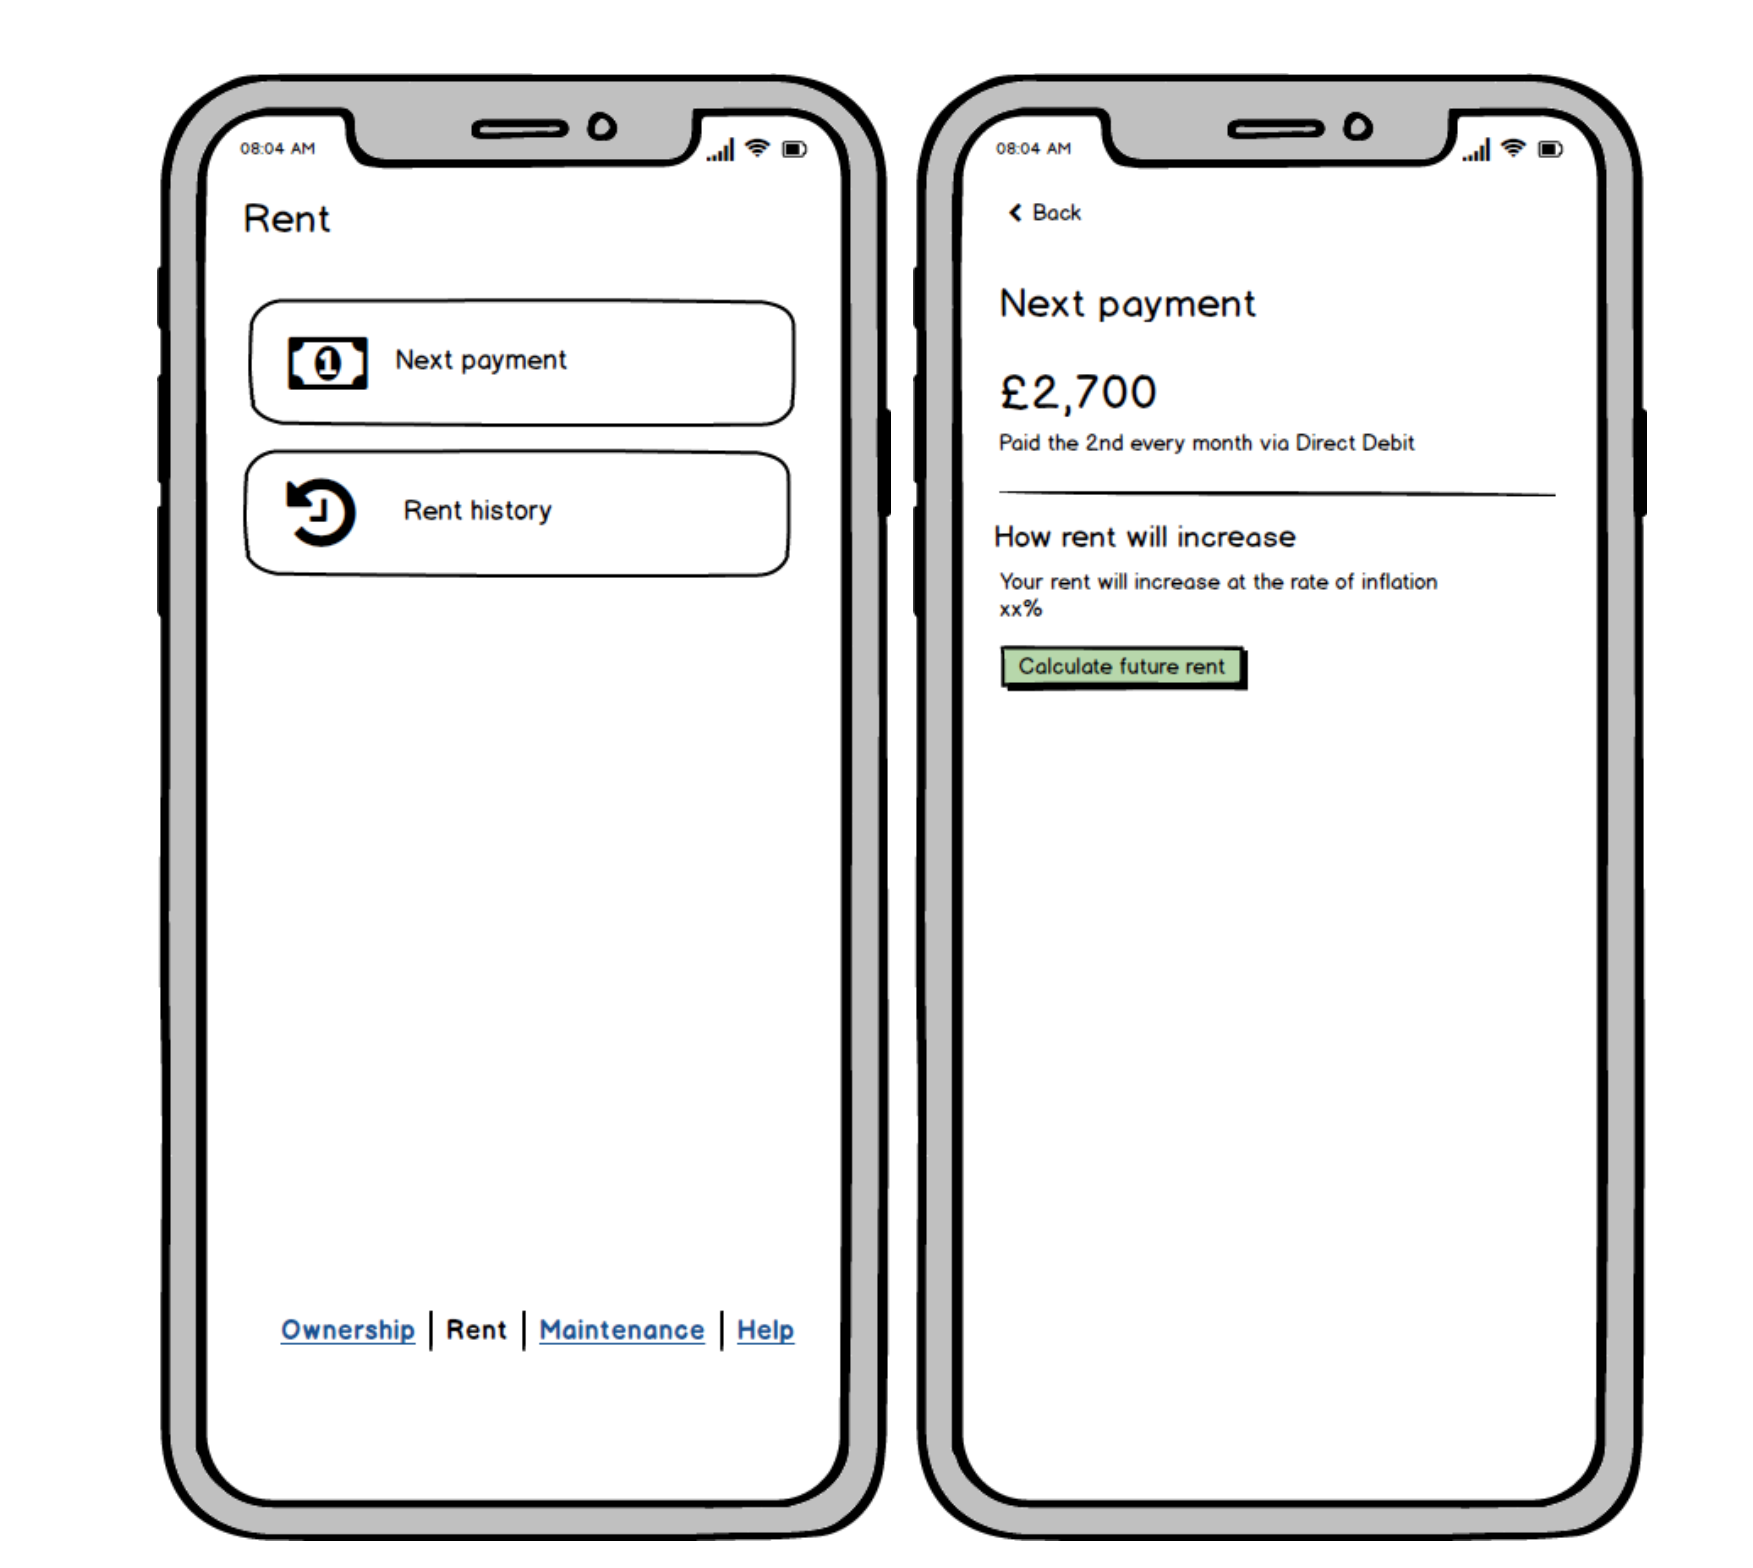 08:04 AM
Rent
1
Next payment
Rent history
Ownership | Rent | Maintenance | Help
08:04 AM
Back
Next payment
£2,700
Paid the 2nd every month via Direct Debit
How rent will increase
Your rent will increase at the rate of inflation
xx%
Calculate future rent